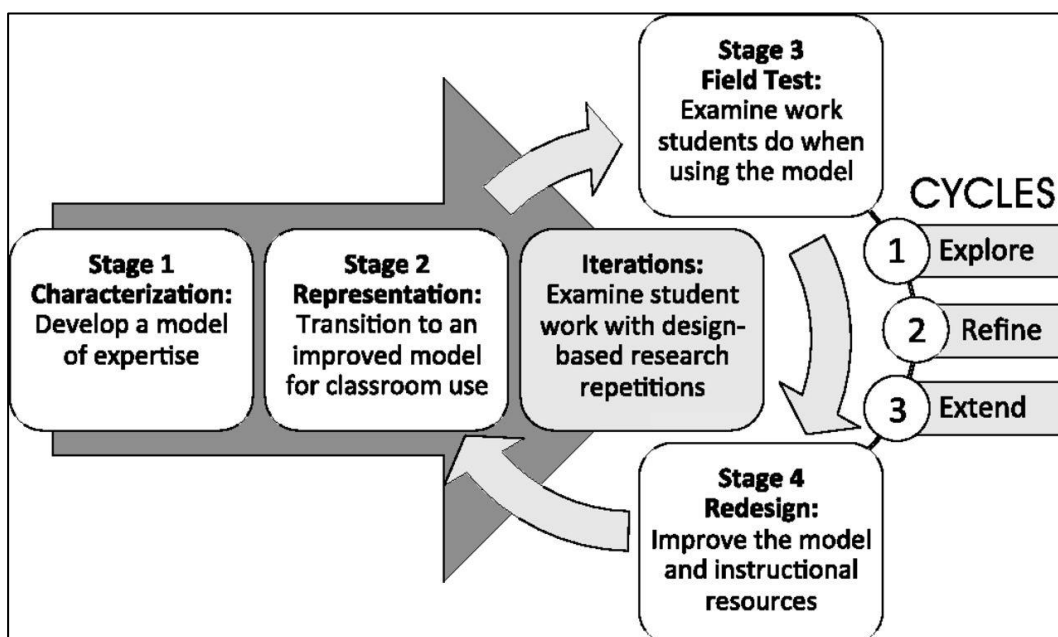 Stage 1
Characterization:
Develop a model
of expertise
Stage 2
Representation:
Transition to an
improved model
for classroom use
Iterations:
Examine student
work with design-
based research
repetitions
Stage 3
Field Test:
Examine work
students do when
using the model
Stage 4
Redesign:
Improve the model
and instructional
resources
CYCLES
1 Explore
2 Refine
3 Extend